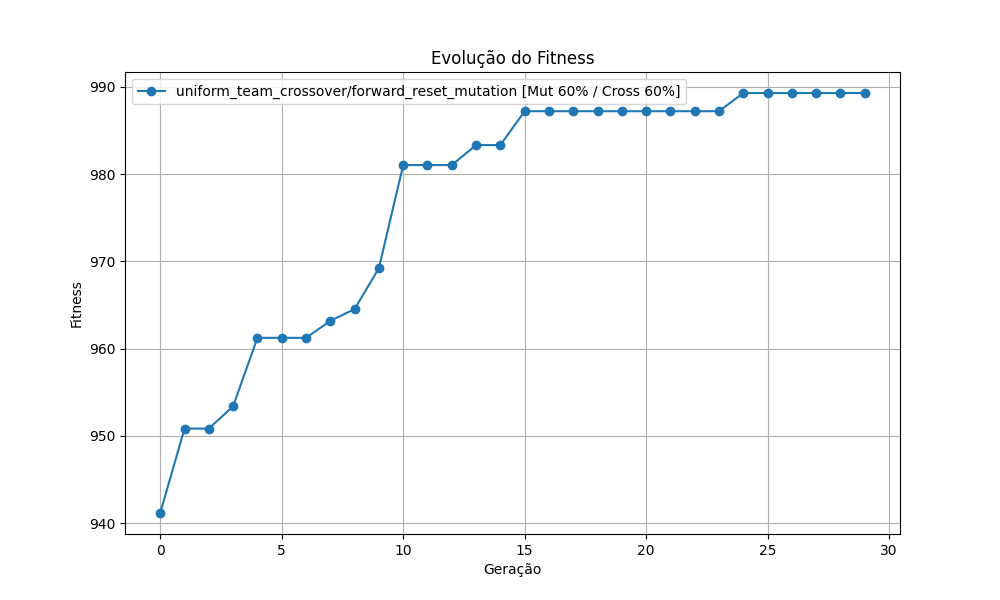 Evolução do Fitness
uniform_team_crossover/forward_reset_mutation [Mut 60% / Cross 60%]
Fitness
990
980
970
960
950
940
0 5 10 15 20 25 30
Geração